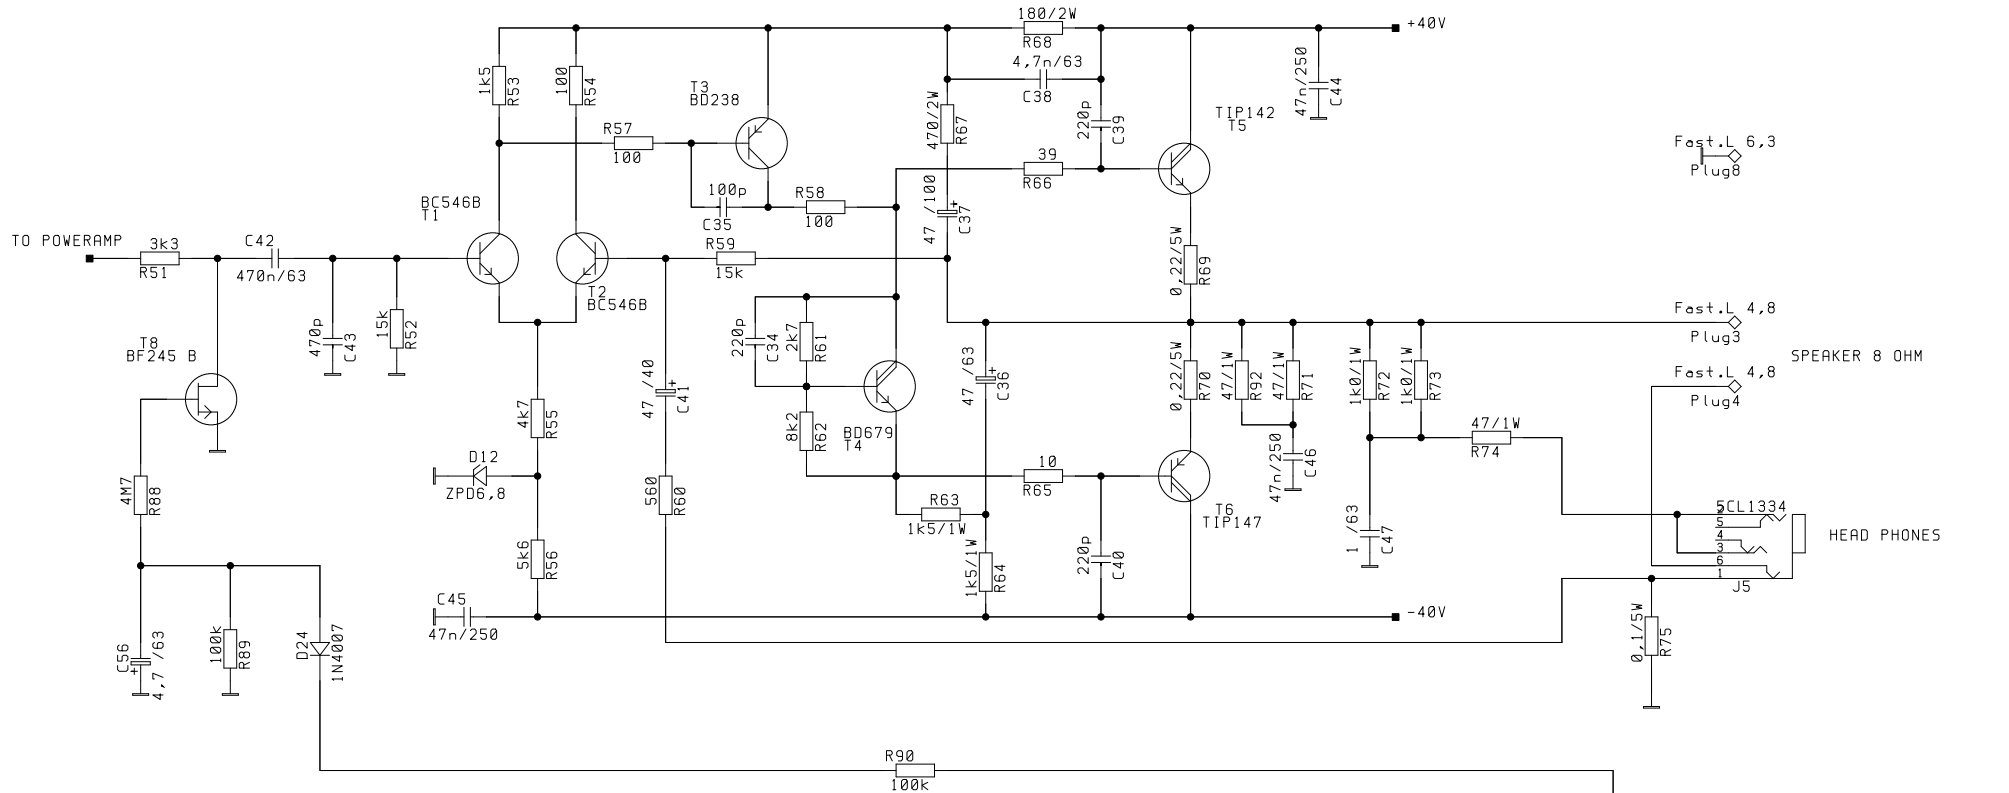 180/2W
R68
+40V
4,7n/63
C38
1k5
R53
100
R54
T3
BD238
470/2W
R67
220p
C39
47n/250
C44
TIP142
T5
Fast.L 6,3
Plug8
R57
100
39
R66
100p
C35
R58
100
47 /100
+
C37
BC546B
T1
TO POWERAMP
3k3
R51
C42
470n/63
R59
15k
0,22/5W
R69
T2
BC546B
470p
C43
15k
R52
220p
C34
2k7
R61
Fast.L 4,8
Plug3
SPEAKER 8 OHM
T8
BF245 B
47 /40
+
C41
47 /63
+
C36
0,22/5W
R70
47/1W
R92
47/1W
R71
1k0/1W
R72
1k0/1W
R73
Fast.L 4,8
Plug4
4k7
R55
8k2
R62
BD679
T4
47/1W
R74
D12
ZPD6,8
10
R65
47n/250
C46
4M7
R88
560
R60
R63
1k5/1W
T6
TIP147
1 /63
C47
SCL1334
5
4
3
6
1
J5
HEAD PHONES
5k6
R56
1k5/1W
R64
220p
C40
C45
47n/250
-40V
C56
+
4,7 /63
100k
R89
D24
1N4007
0,1/5W
R75
R90
100k